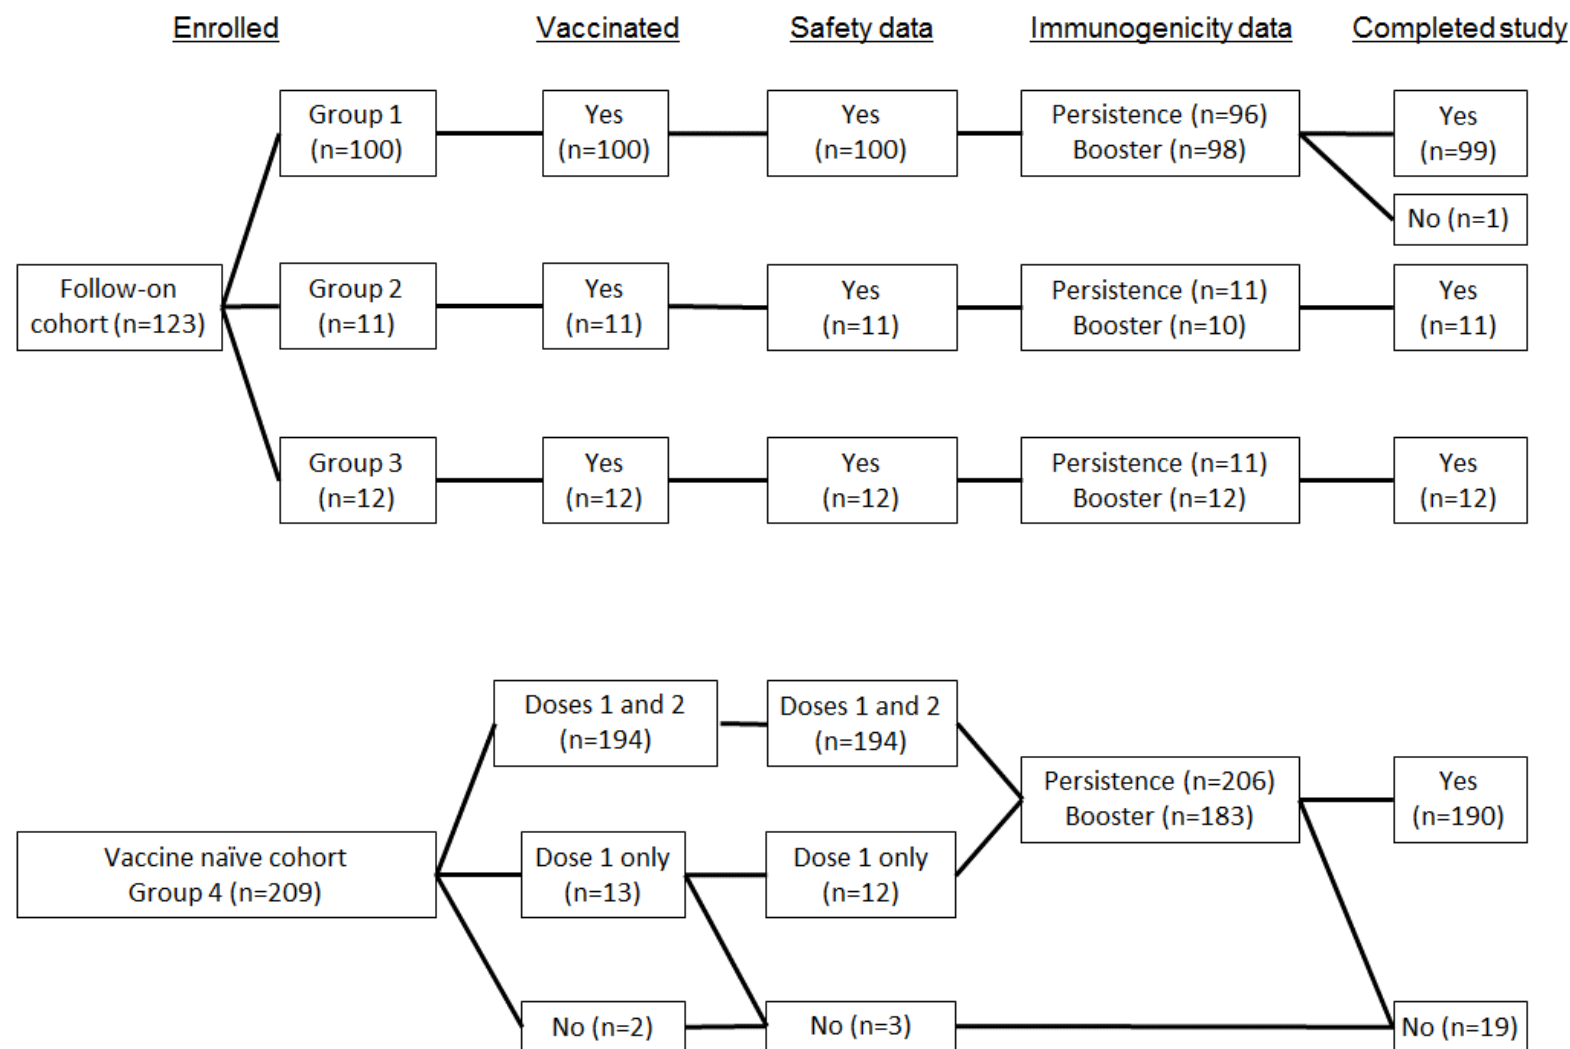 Enrolled
Vaccinated
Safety data
Immunogenicity data
Completed study
Group 1
(n=100)
Yes
(n=100)
Yes
(n=100)
Persistence (n=96)
Booster (n=98)
Yes
(n=99)
No (n=1)
Follow-on
cohort (n=123)
Group 2
(n=11)
Yes
(n=11)
Yes
(n=11)
Persistence (n=11)
Booster (n=10)
Yes
(n=11)
Group 3
(n=12)
Yes
(n=12)
Yes
(n=12)
Persistence (n=11)
Booster (n=12)
Yes
(n=12)
Doses 1 and 2
(n=194)
Doses 1 and 2
(n=194)
Persistence (n=206)
Booster (n=183)
Yes
(n=190)
Vaccine naïve cohort
Group 4 (n=209)
Dose 1 only
(n=13)
Dose 1 only
(n=12)
No (n=2)
No (n=3)
No (n=19)